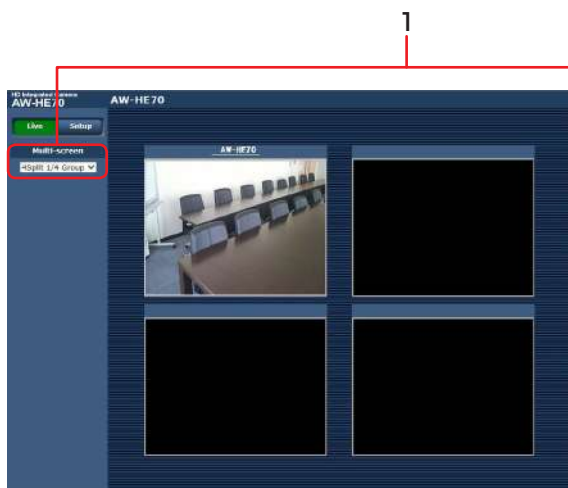 1
HD Integrated Camera
AW-HE70
AW-HE70
Live Setup
Multi-screen
AW-HE70
4Split 1/4 Group